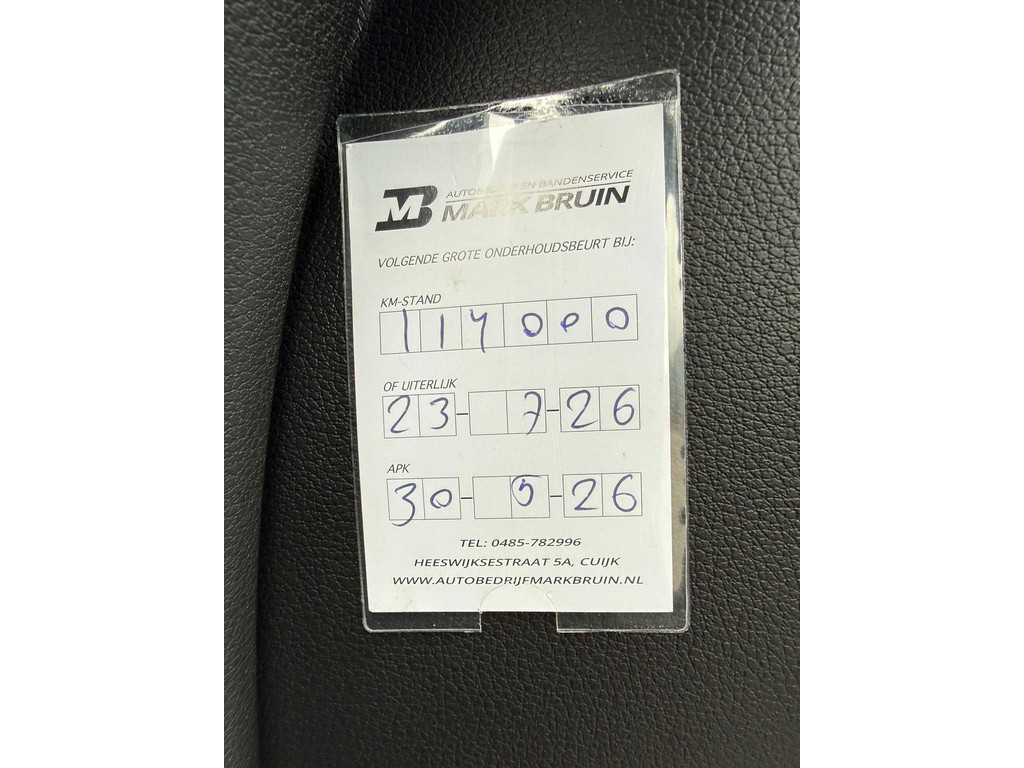 MB
AUTOBEDRIJF EN BANDENSERVICE
MARK BRUIN
VOLGENDE GROTE ONDERHOUDSBEURT BIJ:
KM-STAND
114000
OF UITERLIJK
23-7-26
APK
30-5-26
TEL: 0485-782996
HEESWIJKSESTRAAT 5A, CUIJK
WWW.AUTOBEDRIJFMARKBRUIN.NL